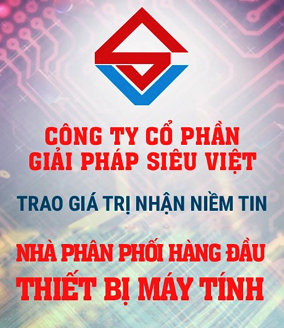 CÔNG TY CỔ PHẦN
GIẢI PHÁP SIÊU VIỆT
TRAO GIÁ TRỊ NHẬN NIỀM TIN
NHÀ PHÂN PHỐI HÀNG ĐẦU
THIẾT BỊ MÁY TÍNH